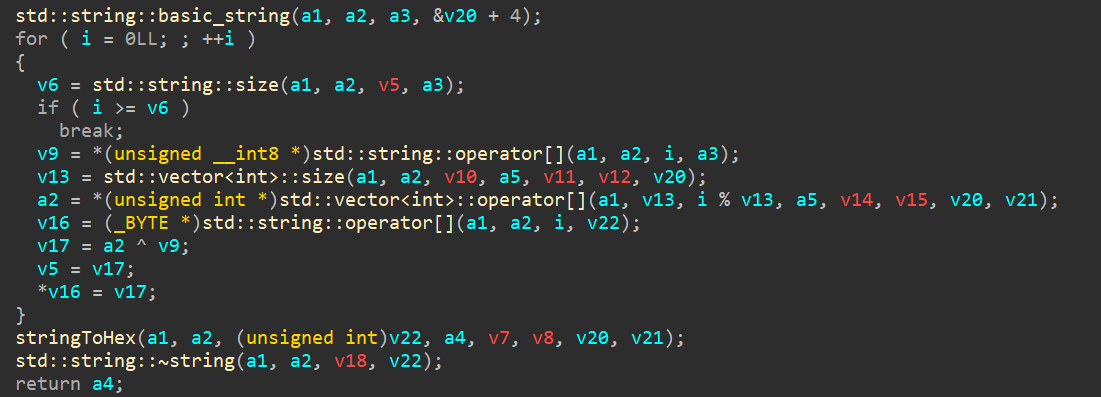 std::string::basic_string(a1, a2, a3, &v20 + 4);
for ( i = 0LL; ; ++i )
{
  v6 = std::string::size(a1, a2, v5, a3);
  if ( i >= v6 )
    break;
  v9 = *(unsigned __int8 *)std::string::operator[](a1, a2, i, a3);
  v13 = std::vector<int>::size(a1, a2, v10, a5, v11, v12, v20);
  a2 = *(unsigned int *)std::vector<int>::operator[](a1, v13, i % v13, a5, v14, v15, v20, v21);
  v16 = (_BYTE *)std::string::operator[](a1, a2, i, v22);
  v17 = a2 ^ v9;
  v5 = v17;
  *v16 = v17;
}
stringToHex(a1, a2, (unsigned int)v22, a4, v7, v8, v20, v21);
std::string::~string(a1, a2, v18, v22);
return a4;